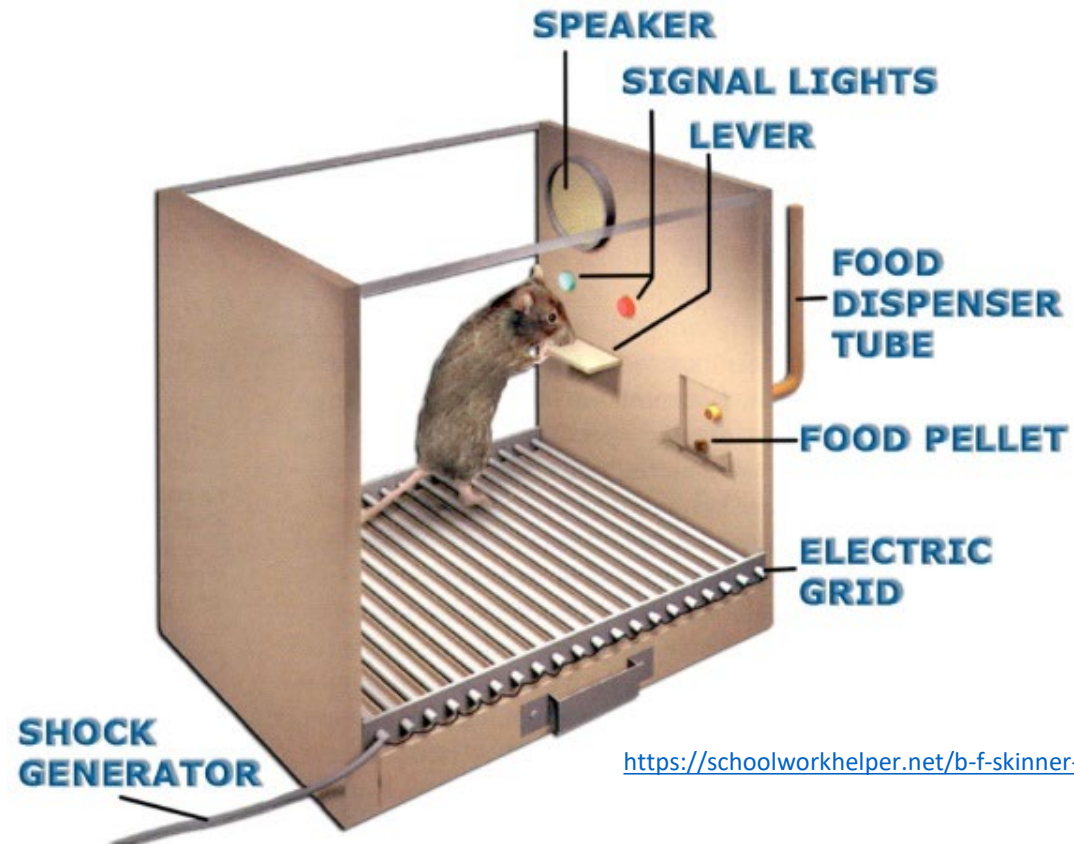 SPEAKER
SIGNAL LIGHTS
LEVER
FOOD
DISPENSER
TUBE
FOOD PELLET
ELECTRIC
GRID
SHOCK
GENERATOR
https://schoolworkhelper.net/b-f-skinner-